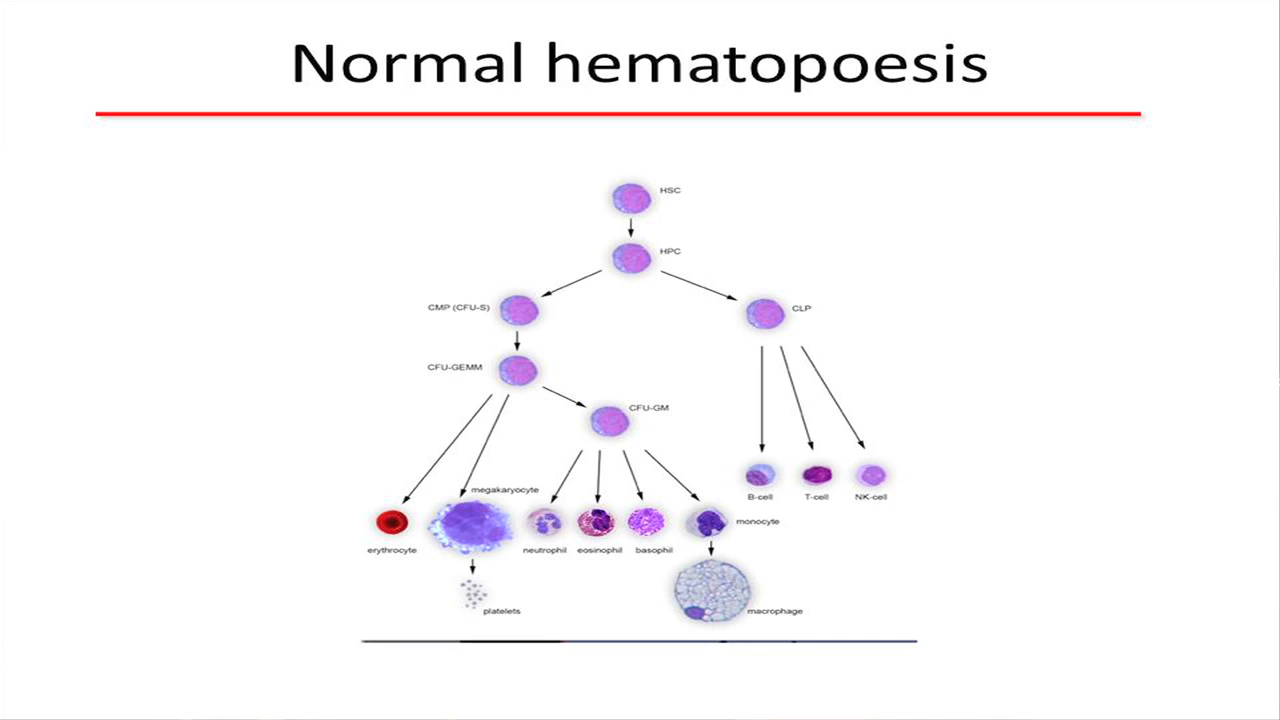 Normal hematopoesis
HSC
HPC
CMP (CFU-S)
CLP
CFU-GEMM
CFU-GM
megakaryocyte
B-cell
T-cell
NK-cell
monocyte
erythrocyte
neutrophil
eosinophil
basophil
platelets
macrophage